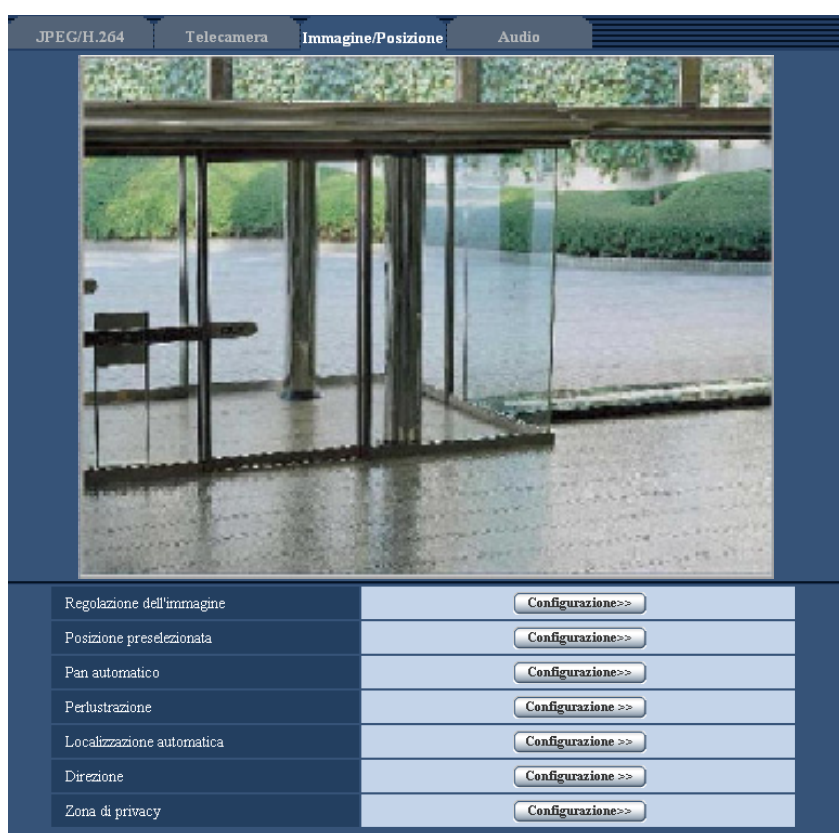 JPEG/H.264 Telecamera Immagine/Posizione Audio
Regolazione dell'immagine Configurazione>>
Posizione preselezionata Configurazione>>
Pan automatico Configurazione>>
Perlustrazione Configurazione >>
Localizzazione automatica Configurazione >>
Direzione Configurazione >>
Zona di privacy Configurazione>>